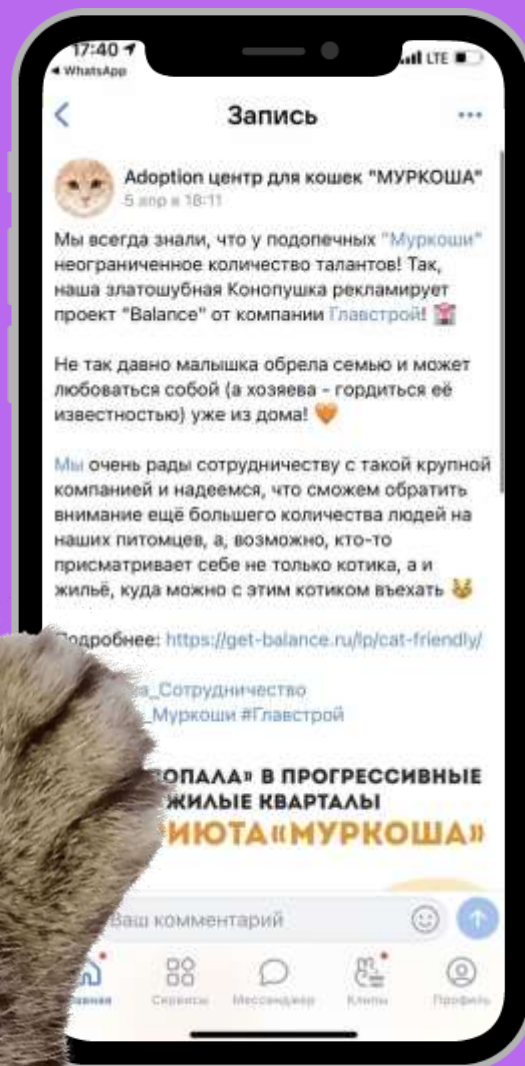 17:40
WhatsApp
LTE
Запись
Adoption центр для кошек "МУРКОША"
5 апр в 18:11
Мы всегда знали, что у подопечных "Муркоши"
неограниченное количество талантов! Так,
наша златошубная Конопушка рекламирует
проект "Balance" от компании Главстрой!
Не так давно малышка обрела семью и может
любоваться собой (а хозяева - гордиться её
известностью) уже из дома!
Мы очень рады сотрудничеству с такой крупной
компанией и надеемся, что сможем обратить
внимание ещё большего количества людей на
наших питомцев, а, возможно, кто-то
присматривает себе не только котика, а и
жильё, куда можно с этим котиком въехать
Подробнее: https://get-balance.ru/lp/cat-friendly/
_Сотрудничество
_Муркоши #Главстрой
В ПРОГРЕССИВНЫЕ
ЖИЛЫЕ КВАРТАЛЫ
«МУРКОША»
Ваш комментарий
Главная
Сервисы
Мессенджер
Клипы
Профиль